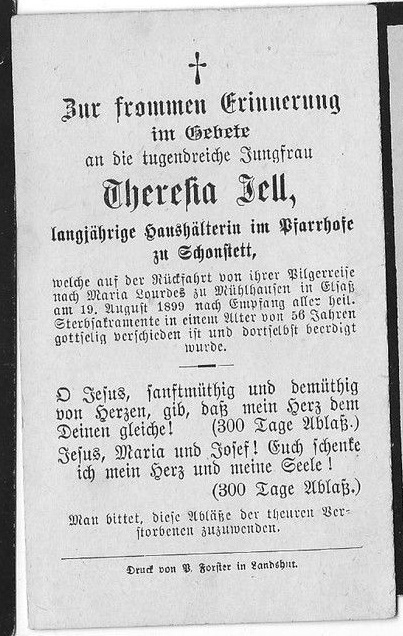 Zur frommen Erinnerung
im Gebete
an die tugendreiche Jungfrau
Theresia Jell,
langjährige Haushälterin im Pfarrhofe
zu Schonstett,
welche auf der Rückfahrt von ihrer Pilgerreise
nach Maria Lourdes zu Mühlhausen in Elsaß
am 19. August 1899 nach Empfang aller heil.
Sterbsakramente in einem Alter von 56 Jahren
gottselig verschieden ist und dortselbst beerdigt
wurde.
O Jesus, sanftmüthig und demüthig
von Herzen, gib, daß mein Herz dem
Deinen gleiche! (300 Tage Ablaß.)
Jesus, Maria und Josef! Euch schenke
ich mein Herz und meine Seele!
(300 Tage Ablaß.)
Man bittet, diese Abläße der theuren Ver-
storbenen zuzuwenden.
Druck von P. Forster in Landshut.